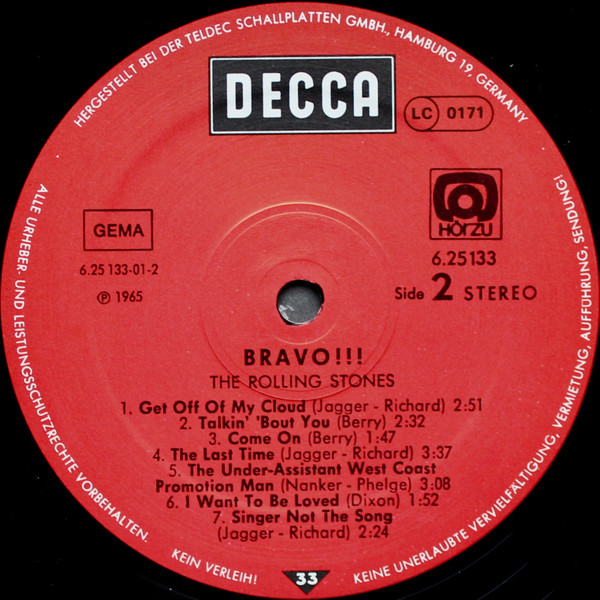 HERGESTELLT BEI DER TELDEC SCHALLPLATTEN GMBH., HAMBURG 19, GERMANY
DECCA
LC 0171
GEMA
HÖRZU
6.25133
6.25 133-01-2
℗ 1965
Side 2 STEREO
BRAVO!!!
THE ROLLING STONES
1. Get Off Of My Cloud (Jagger - Richard) 2:51
2. Talkin' 'Bout You (Berry) 2:32
3. Come On (Berry) 1:47
4. The Last Time (Jagger - Richard) 3:37
5. The Under-Assistant West Coast
Promotion Man (Nanker - Phelge) 3:08
6. I Want To Be Loved (Dixon) 1:52
7. Singer Not The Song
(Jagger - Richard) 2:24
33
ALLE URHEBER- UND LEISTUNGSSCHUTZRECHTE VORBEHALTEN.
KEIN VERLEIH!
KEINE UNERLAUBTE VERVIELFÄLTIGUNG, VERMIETUNG, AUFFÜHRUNG, SENDUNG!